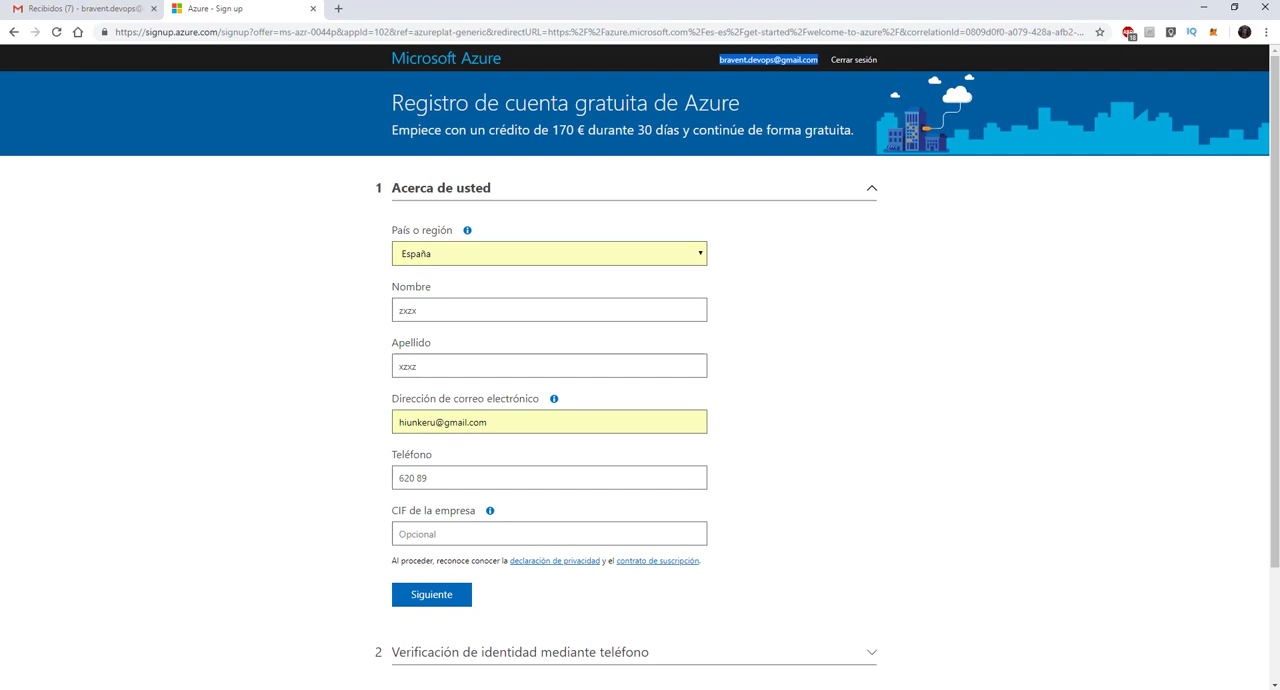 Recibidos (7) - bravent.devops@
Azure - Sign up
https://signup.azure.com/signup?offer=ms-azr-0044p&appId=102&ref=azureplat-generic&redirectURL=https:%2F%2Fazure.microsoft.com%2Fes-es%2Fget-started%2Fwelcome-to-azure%2F&correlationId=0809d0f0-a079-428a-afb2-...
Microsoft Azure
bravent.devops@gmail.com
Cerrar sesión
Registro de cuenta gratuita de Azure
Empiece con un crédito de 170 € durante 30 días y continúe de forma gratuita.
1 Acerca de usted
País o región
España
Nombre
zxzx
Apellido
xzxz
Dirección de correo electrónico
hiunkeru@gmail.com
Teléfono
620 89
CIF de la empresa
Opcional
Al proceder, reconoce conocer la declaración de privacidad y el contrato de suscripción.
Siguiente
2 Verificación de identidad mediante teléfono